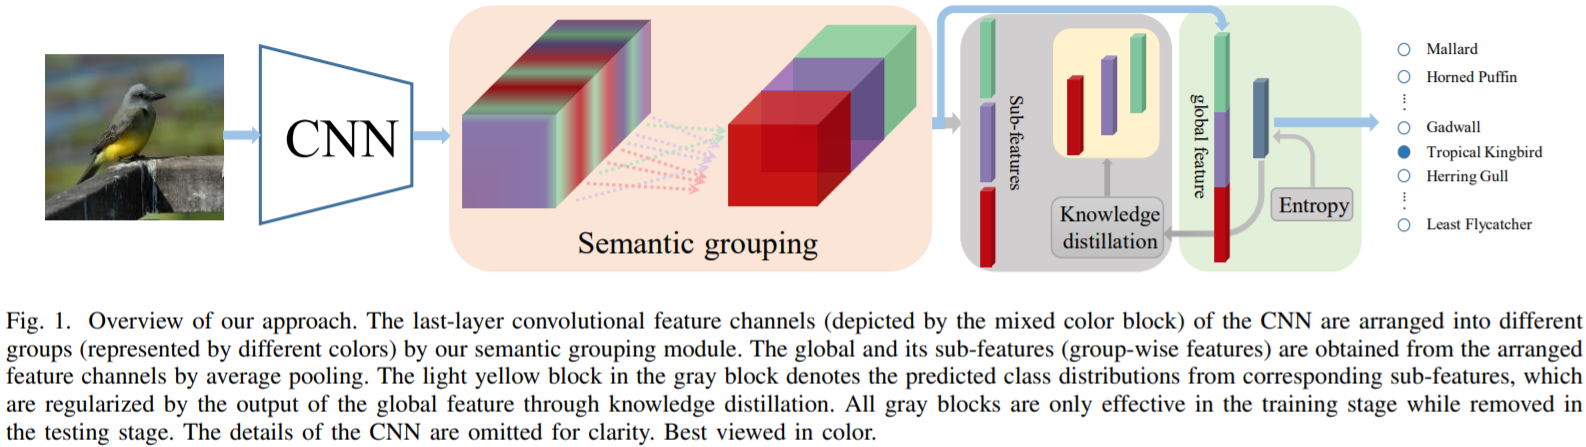 CNN
Semantic grouping
Sub-features
Knowledge
distillation
global feature
Entropy
Mallard
Horned Puffin
Gadwall
Tropical Kingbird
Herring Gull
Least Flycatcher
Fig. 1. Overview of our approach. The last-layer convolutional feature channels (depicted by the mixed color block) of the CNN are arranged into different
groups (represented by different colors) by our semantic grouping module. The global and its sub-features (group-wise features) are obtained from the arranged
feature channels by average pooling. The light yellow block in the gray block denotes the predicted class distributions from corresponding sub-features, which
are regularized by the output of the global feature through knowledge distillation. All gray blocks are only effective in the training stage while removed in
the testing stage. The details of the CNN are omitted for clarity. Best viewed in color.